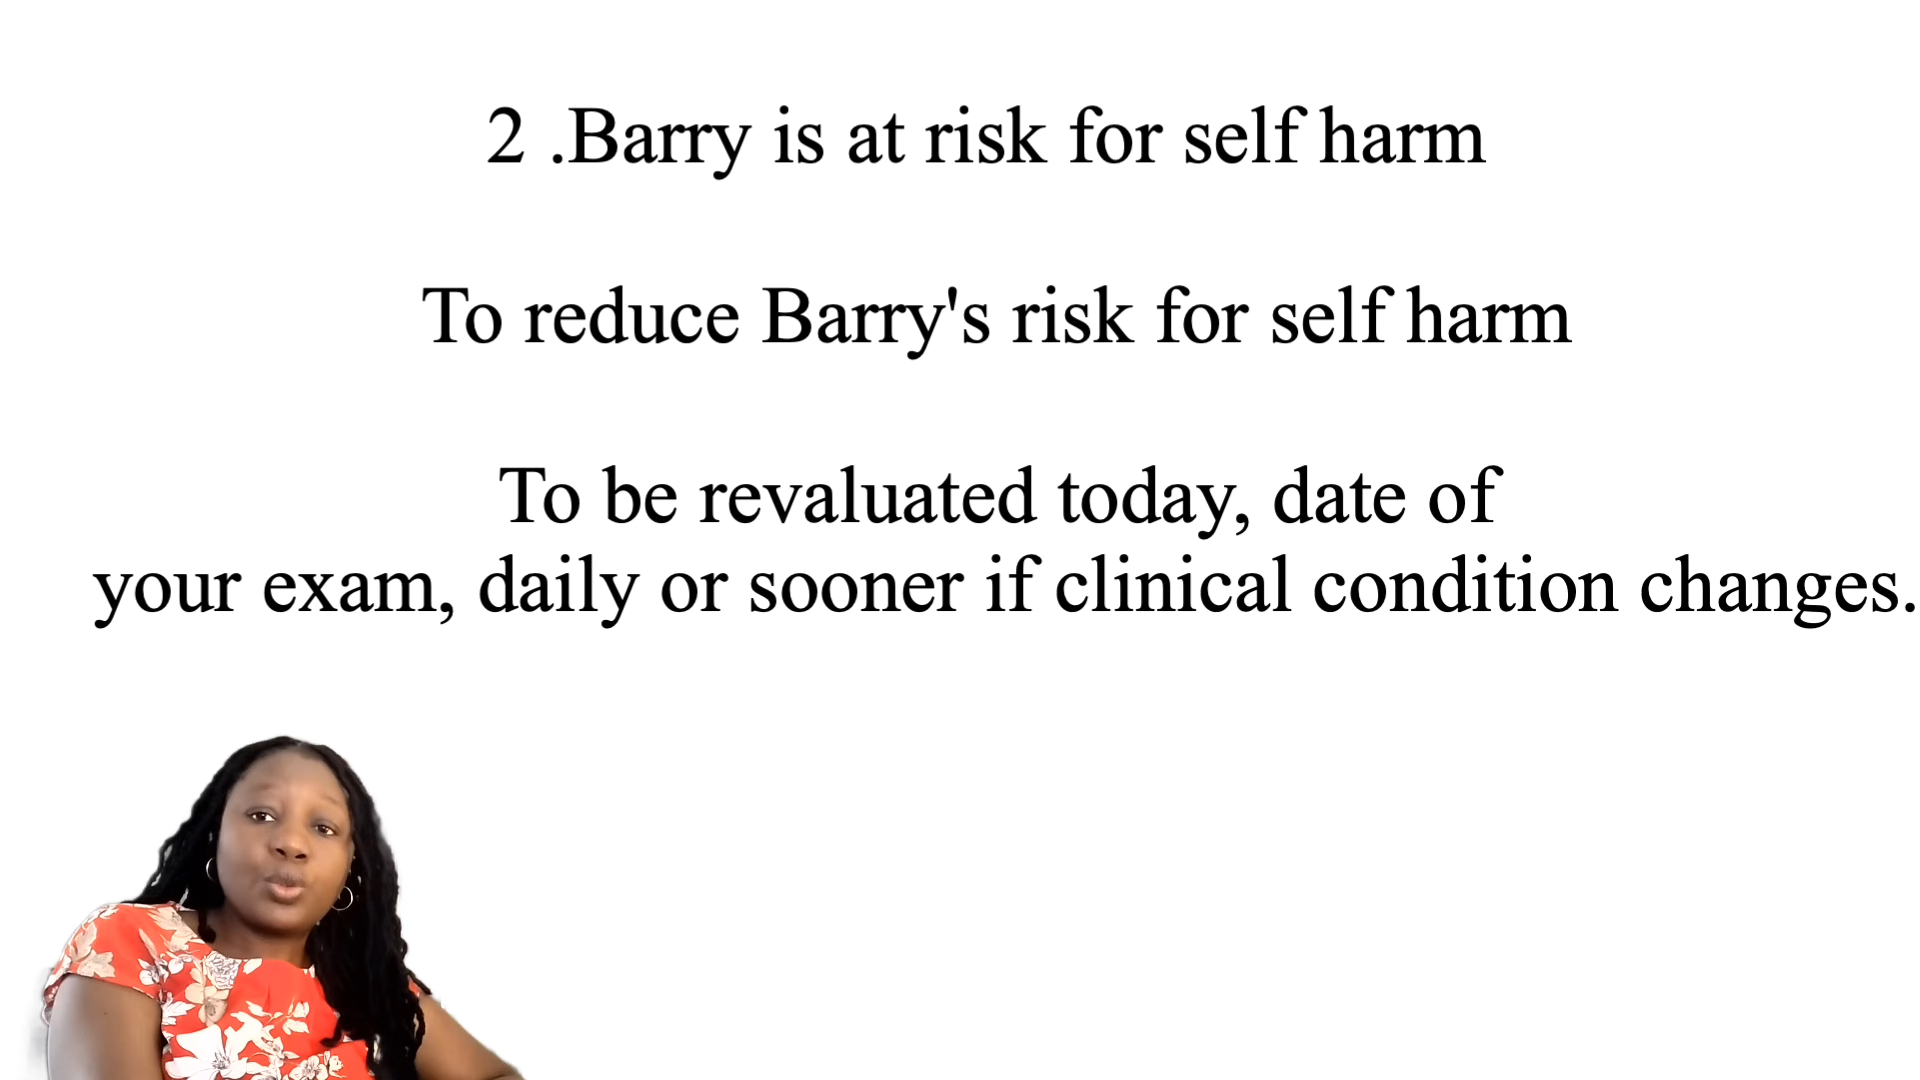 2 .Barry is at risk for self harm
To reduce Barry's risk for self harm
To be revaluated today, date of
your exam, daily or sooner if clinical condition changes.